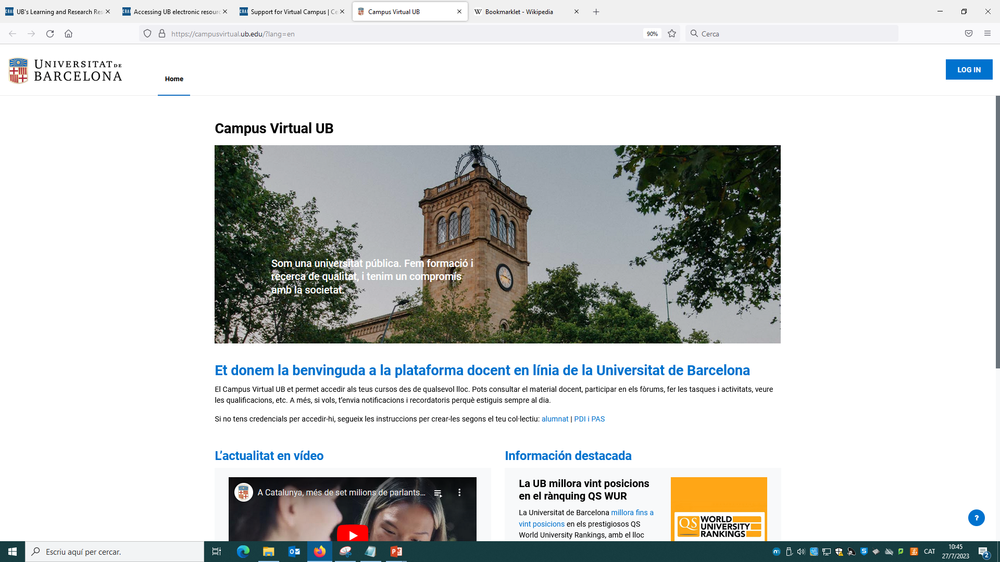 UB's Learning and Research Res
Accessing UB electronic resourc
Support for Virtual Campus | Ce
Campus Virtual UB
Bookmarklet - Wikipedia
https://campusvirtual.ub.edu/?lang=en
90%
Cerca
UNIVERSITAT DE
BARCELONA
Home
LOG IN
Campus Virtual UB
Som una universitat pública. Fem formació i
recerca de qualitat, i tenim un compromís
amb la societat.
Et donem la benvinguda a la plataforma docent en línia de la Universitat de Barcelona
El Campus Virtual UB et permet accedir als teus cursos des de qualsevol lloc. Pots consultar el material docent, participar en els fòrums, fer les tasques i activitats, veure
les qualificacions, etc. A més, si vols, t’envia notificacions i recordatoris perquè estiguis sempre al dia.
Si no tens credencials per accedir-hi, segueix les instruccions per crear-les segons el teu col·lectiu: alumnat | PDI i PAS
L’actualitat en vídeo
A Catalunya, més de set milions de parlants...
Información destacada
La UB millora vint posicions
en el rànquing QS WUR
La Universitat de Barcelona millora fins a
vint posicions en els prestigiosos QS
World University Rankings, amb el lloc
QS WORLD
UNIVERSITY
RANKINGS
?
Escriu aquí per cercar.
CAT
10:45
27/7/2023
2